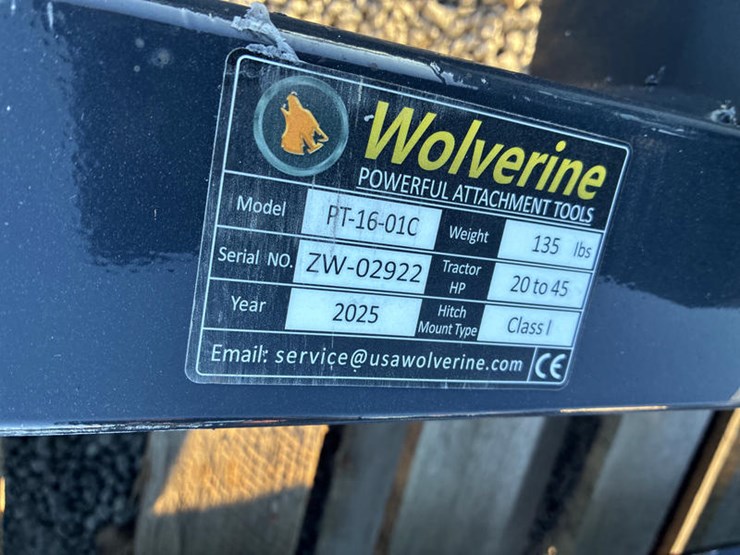 Wolverine
POWERFUL ATTACHMENT TOOLS
Model PT-16-01C Weight 135 lbs
Serial NO. ZW-02922 Tractor HP 20 to 45
Year 2025 Hitch Mount Type Class I
Email: service@usawolverine.com CE